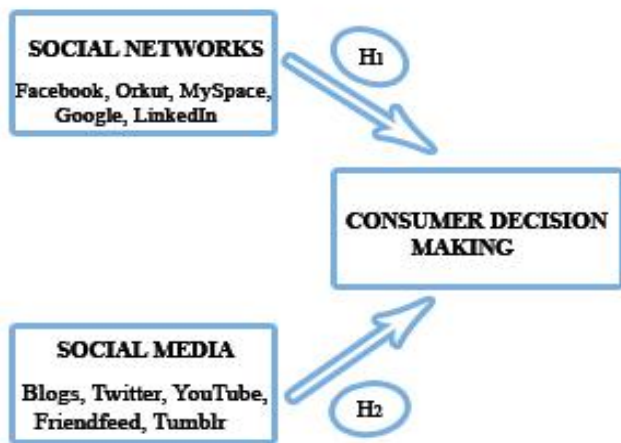 SOCIAL NETWORKS
Facebook, Orkut, MySpace,
Google, LinkedIn
H1
CONSUMER DECISION
MAKING
SOCIAL MEDIA
Blogs, Twitter, YouTube,
Friendfeed, Tumblr
H2